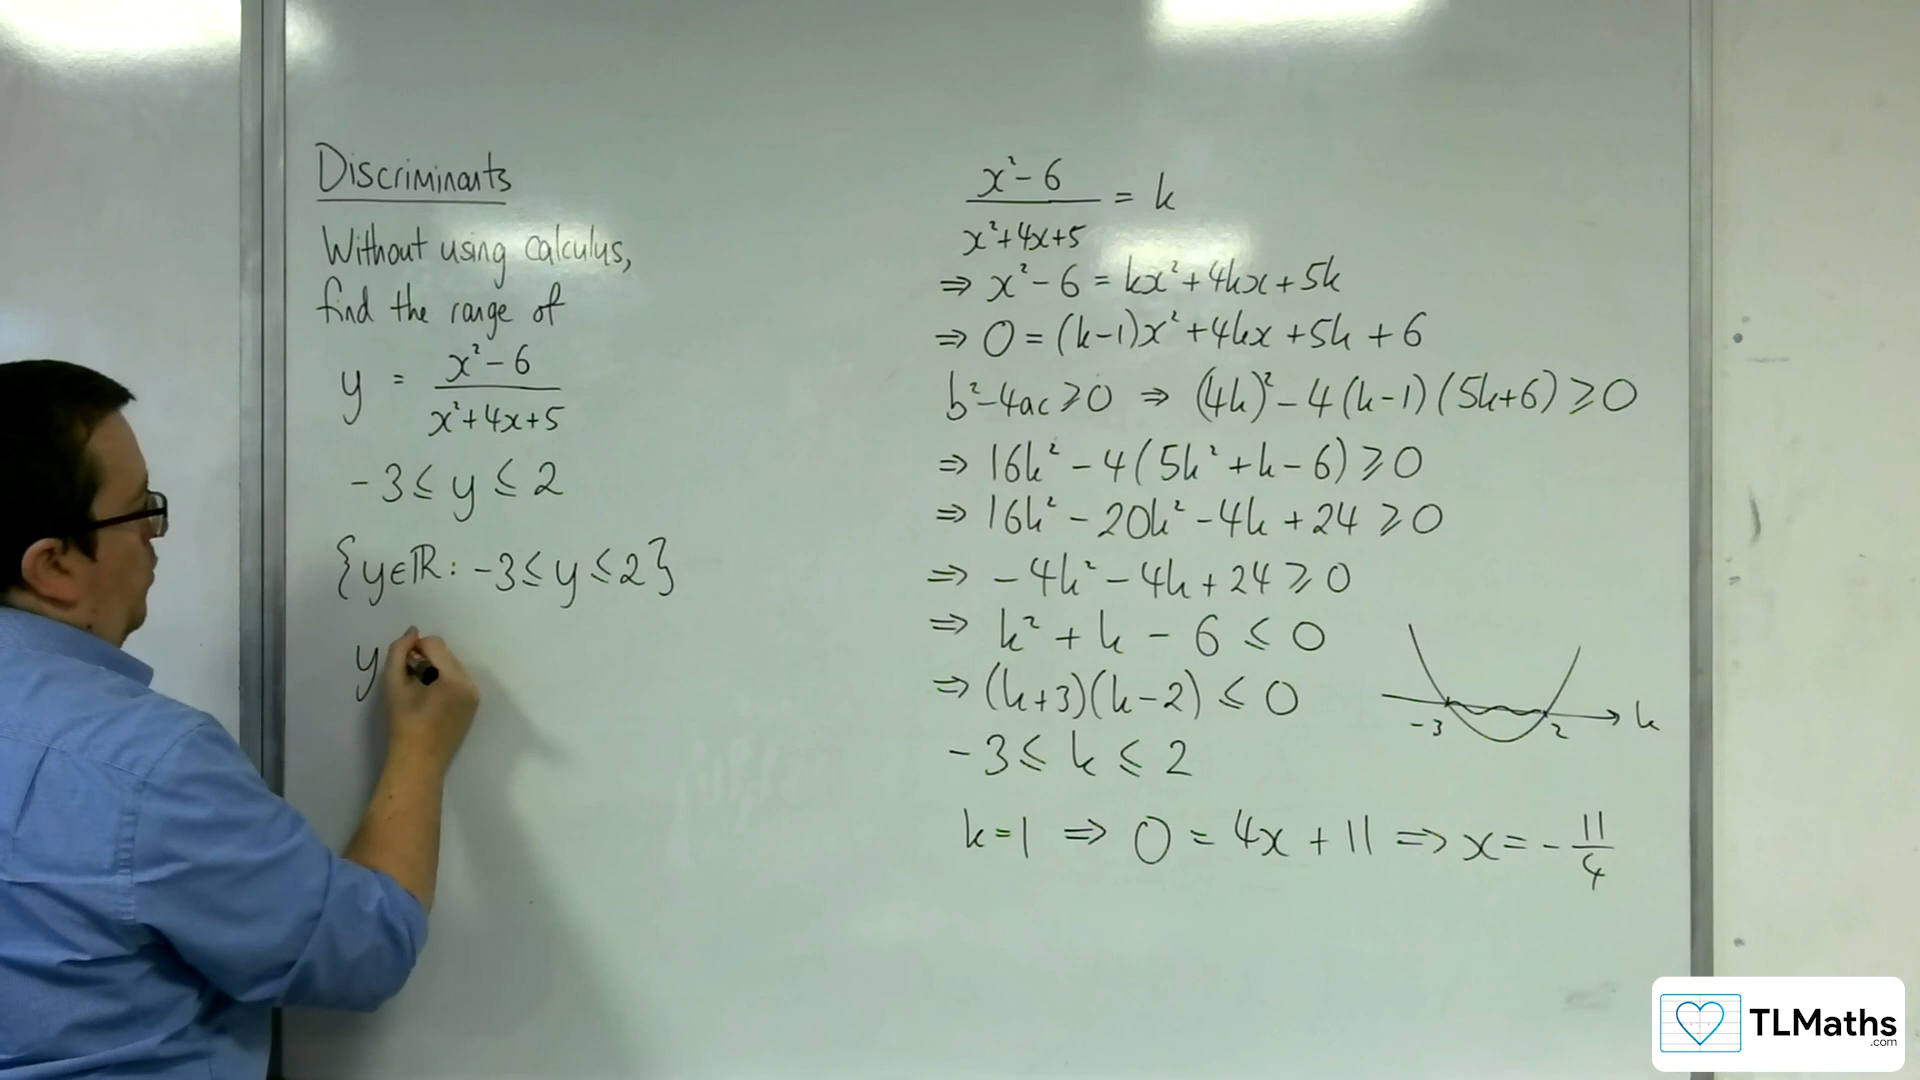 Discriminants
Without using calculus,
find the range of
y = (x² - 6)/(x² + 4x + 5)
-3 ≤ y ≤ 2
{y ∈ ℝ : -3 ≤ y ≤ 2}
y
(x² - 6)/(x² + 4x + 5) = k
⇒ x² - 6 = kx² + 4kx + 5k
⇒ 0 = (k-1)x² + 4kx + 5k + 6
b² - 4ac ≥ 0 ⇒ (4k)² - 4(k-1)(5k+6) ≥ 0
⇒ 16k² - 4(5k² + k - 6) ≥ 0
⇒ 16k² - 20k² - 4k + 24 ≥ 0
⇒ -4k² - 4k + 24 ≥ 0
⇒ k² + k - 6 ≤ 0
⇒ (k+3)(k-2) ≤ 0
-3 2 k
-3 ≤ k ≤ 2
k=1 ⇒ 0 = 4x + 11 ⇒ x = -11/4
TLMaths
.com